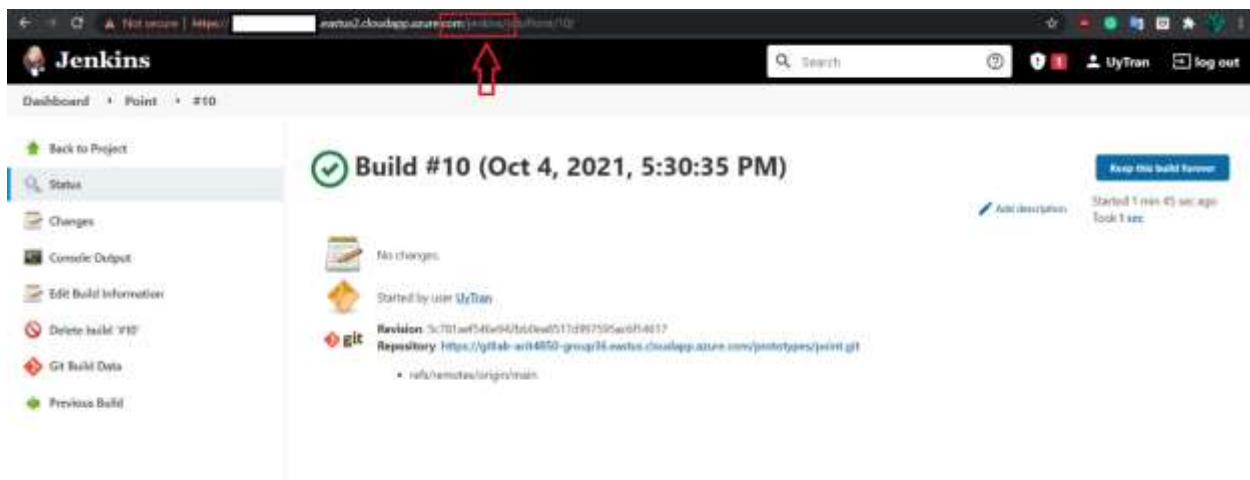 Not secure | https:// eastus2.cloudapp.azure.com/jenkins/job/Point/10/
Jenkins
Search
1
UyTran
log out
Dashboard Point #10
Back to Project
Status
Changes
Console Output
Edit Build Information
Delete build '#10'
Git Build Data
Previous Build
Build #10 (Oct 4, 2021, 5:30:35 PM)
Keep this build forever
Add description
Started 1 min 45 sec ago
Took 1 sec
No changes.
Started by user UyTran
git
Revision
Repository: https://gitlab-acit4850-group36.eastus.cloudapp.azure.com/prototypes/point.git
refs/remotes/origin/main